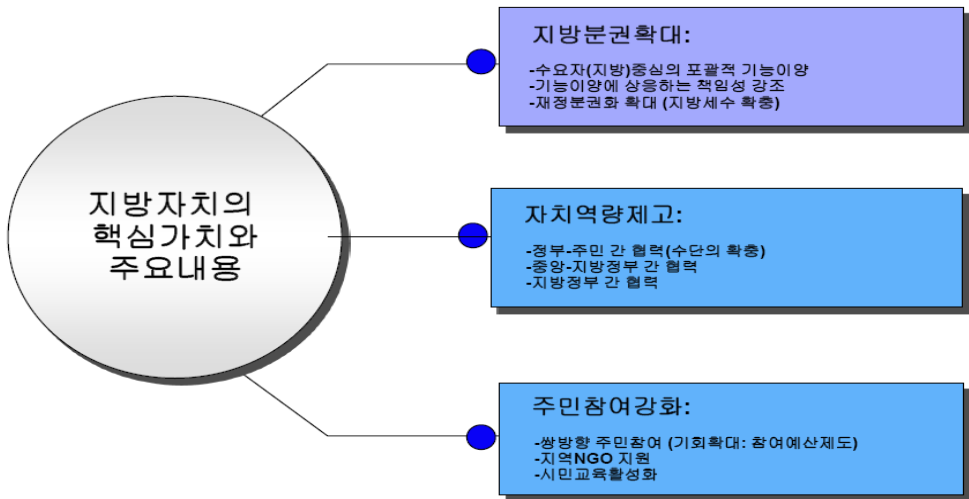 지방자치의
핵심가치와
주요내용
지방분권확대:
-수요자(지방)중심의 포괄적 기능이양
-기능이양에 상응하는 책임성 강조
-재정분권화 확대 (지방세수 확충)
자치역량제고:
-정부-주민 간 협력(수단의 확충)
-중앙-지방정부 간 협력
-지방정부 간 협력
주민참여강화:
-쌍방향 주민참여 (기회확대: 참여예산제도)
-지역NGO 지원
-시민교육활성화